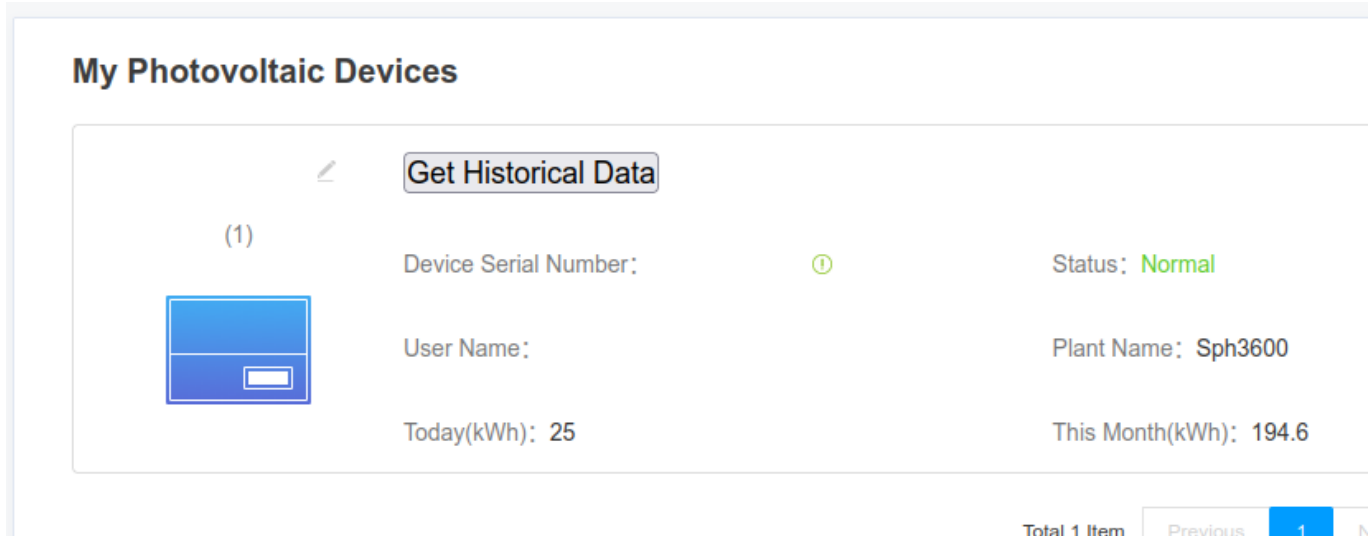 My Photovoltaic Devices
Get Historical Data
(1)
Device Serial Number:
Status: Normal
User Name:
Plant Name: Sph3600
Today(kWh): 25
This Month(kWh): 194.6
Total 1 Item Previous 1 N